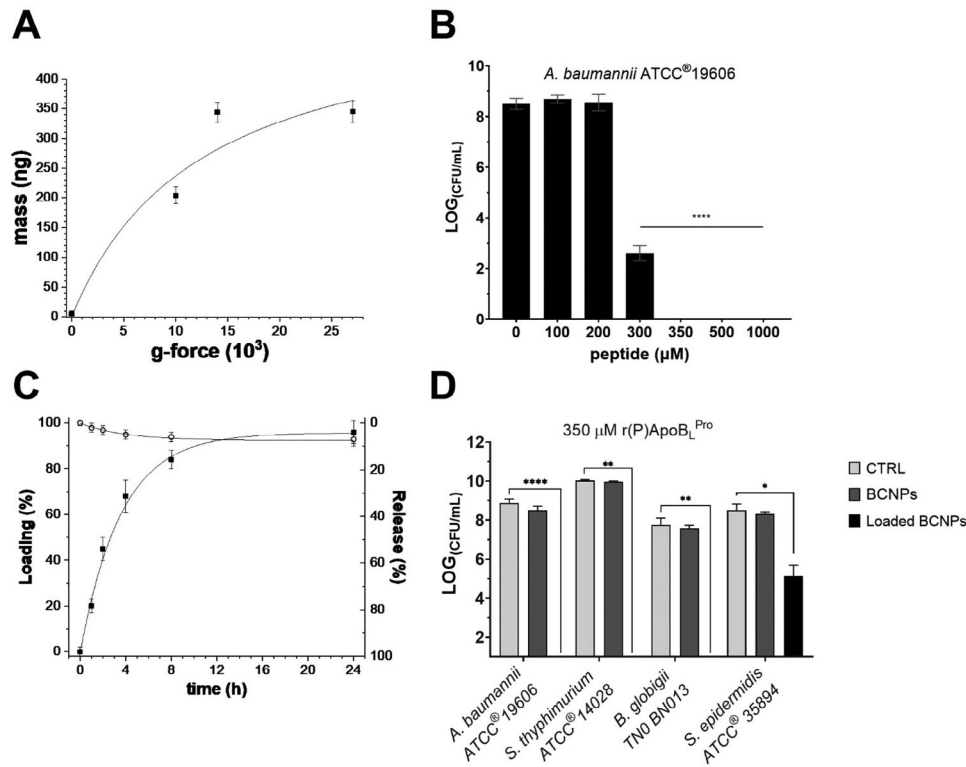 A
400
350
300
250
200
150
100
50
0
mass (ng)
0 5 10 15 20 25
g-force (10³)
B
A. baumannii ATCC®19606
10
8
6
4
2
0
LOG(CFU/mL)
****
0 100 200 300 350 500 1000
peptide (µM)
C
100
80
60
40
20
0
Loading (%)
0
20
40
60
80
100
Release (%)
0 4 8 12 16 20 24
time (h)
D
350 µM r(P)ApoBLPro
12
10
8
6
4
2
LOG(CFU/mL)
****
**
**
*
CTRL
BCNPs
Loaded BCNPs
A. baumannii
ATCC® 19606
S. thyphimurium
ATCC® 14028
B. globigii
TN0 BN013
S. epidermidis
ATCC® 35894